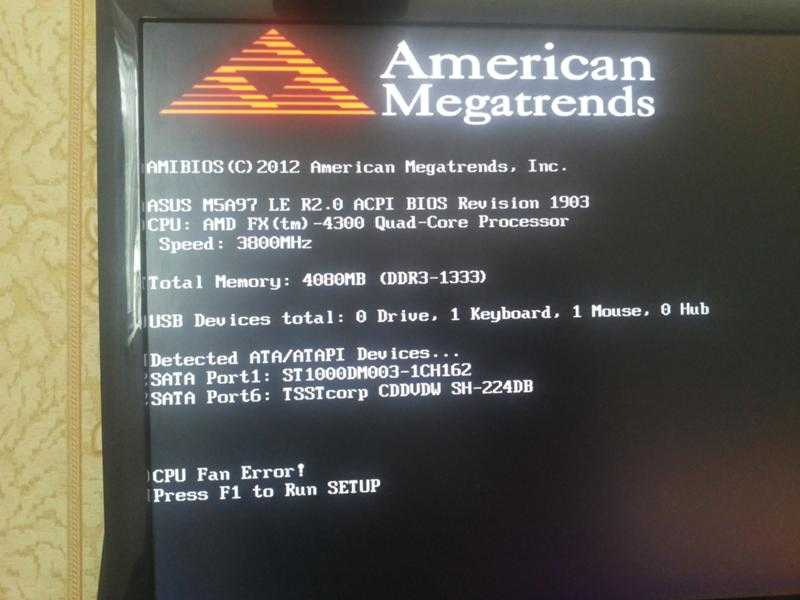 American
Megatrends
AMIBIOS(C)2012 American Megatrends, Inc.
ASUS M5A97 LE R2.0 ACPI BIOS Revision 1903
CPU: AMD FX(tm)-4300 Quad-Core Processor
Speed: 3800MHz
Total Memory: 4080MB (DDR3-1333)
USB Devices total: 0 Drive, 1 Keyboard, 1 Mouse, 0 Hub
Detected ATA/ATAPI Devices...
SATA Port1: ST1000DM003-1CH162
SATA Port6: TSSTcorp CDDVDW SH-224DB
CPU Fan Error!
Press F1 to Run SETUP